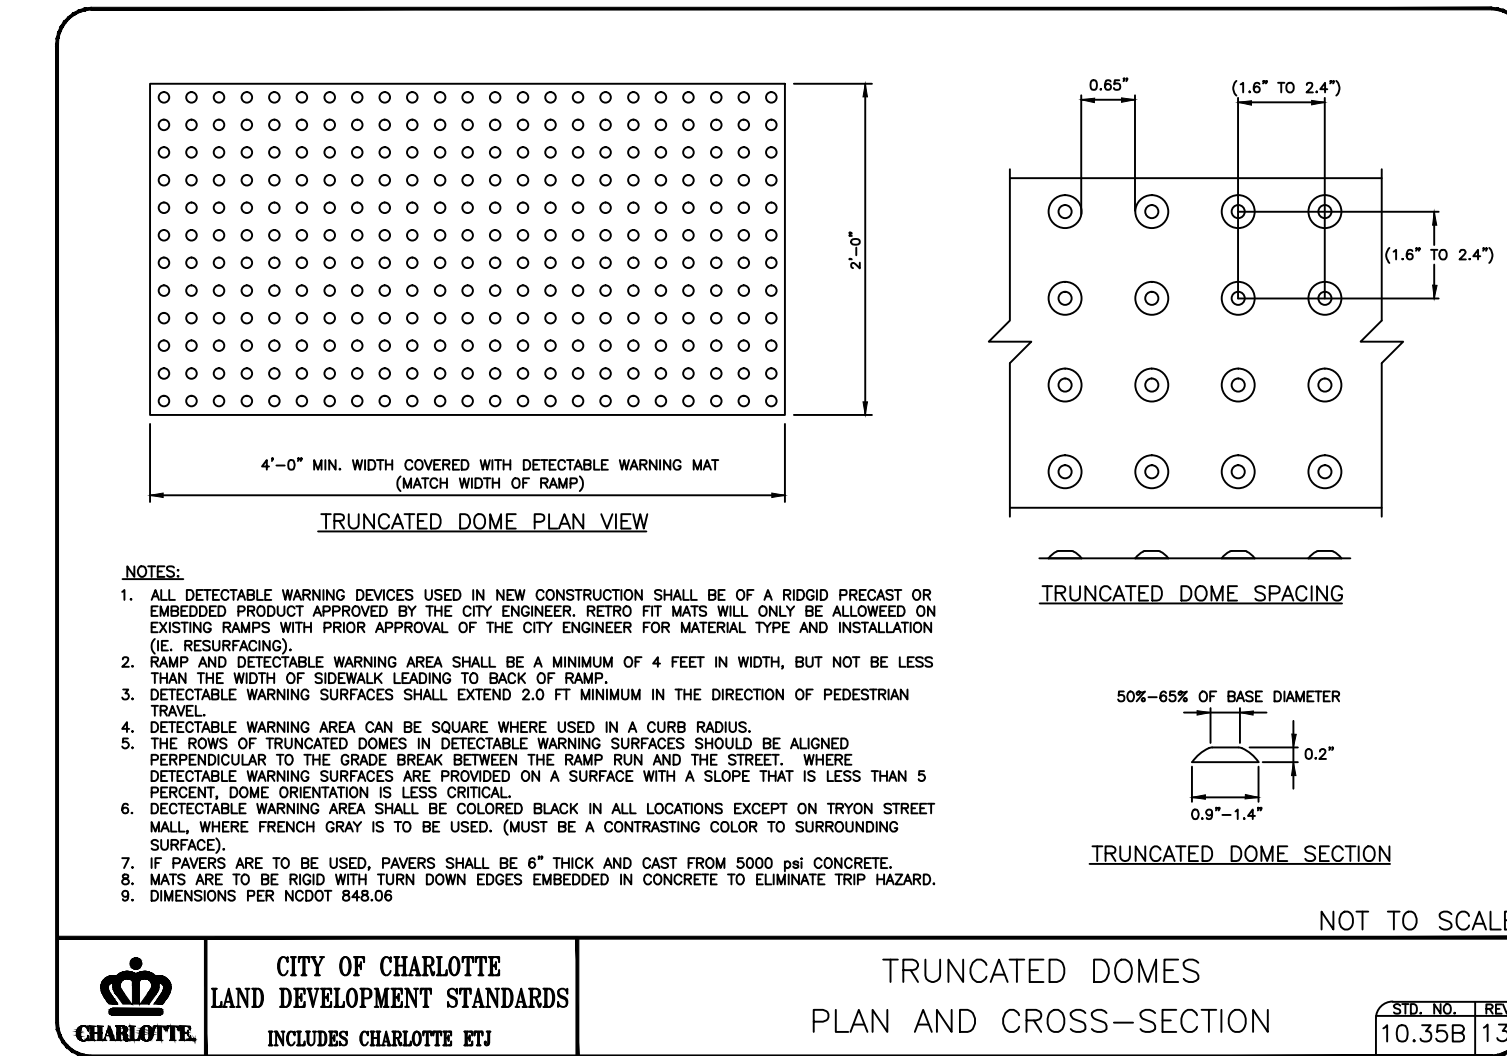 0.65"
(1.6" TO 2.4")
2'-0"
(1.6" TO 2.4")
4'-0" MIN. WIDTH COVERED WITH DETECTABLE WARNING MAT
(MATCH WIDTH OF RAMP)
TRUNCATED DOME PLAN VIEW
TRUNCATED DOME SPACING
NOTES:
1. ALL DETECTABLE WARNING DEVICES USED IN NEW CONSTRUCTION SHALL BE OF A RIDGID PRECAST OR
EMBEDDED PRODUCT APPROVED BY THE CITY ENGINEER. RETRO FIT MATS WILL ONLY BE ALLOWEED ON
EXISTING RAMPS WITH PRIOR APPROVAL OF THE CITY ENGINEER FOR MATERIAL TYPE AND INSTALLATION
(IE. RESURFACING).
2. RAMP AND DETECTABLE WARNING AREA SHALL BE A MINIMUM OF 4 FEET IN WIDTH, BUT NOT BE LESS
THAN THE WIDTH OF SIDEWALK LEADING TO BACK OF RAMP.
3. DETECTABLE WARNING SURFACES SHALL EXTEND 2.0 FT MINIMUM IN THE DIRECTION OF PEDESTRIAN
TRAVEL.
4. DETECTABLE WARNING AREA CAN BE SQUARE WHERE USED IN A CURB RADIUS.
5. THE ROWS OF TRUNCATED DOMES IN DETECTABLE WARNING SURFACES SHOULD BE ALIGNED
PERPENDICULAR TO THE GRADE BREAK BETWEEN THE RAMP RUN AND THE STREET. WHERE
DETECTABLE WARNING SURFACES ARE PROVIDED ON A SURFACE WITH A SLOPE THAT IS LESS THAN 5
PERCENT, DOME ORIENTATION IS LESS CRITICAL.
6. DECTECTABLE WARNING AREA SHALL BE COLORED BLACK IN ALL LOCATIONS EXCEPT ON TRYON STREET
MALL, WHERE FRENCH GRAY IS TO BE USED. (MUST BE A CONTRASTING COLOR TO SURROUNDING
SURFACE).
7. IF PAVERS ARE TO BE USED, PAVERS SHALL BE 6" THICK AND CAST FROM 5000 psi CONCRETE.
8. MATS ARE TO BE RIGID WITH TURN DOWN EDGES EMBEDDED IN CONCRETE TO ELIMINATE TRIP HAZARD.
9. DIMENSIONS PER NCDOT 848.06
50%-65% OF BASE DIAMETER
0.2"
0.9"-1.4"
TRUNCATED DOME SECTION
NOT TO SCALE
CHARLOTTE.
CITY OF CHARLOTTE
LAND DEVELOPMENT STANDARDS
INCLUDES CHARLOTTE ETJ
TRUNCATED DOMES
PLAN AND CROSS-SECTION
STD. NO. REV
10.35B 13